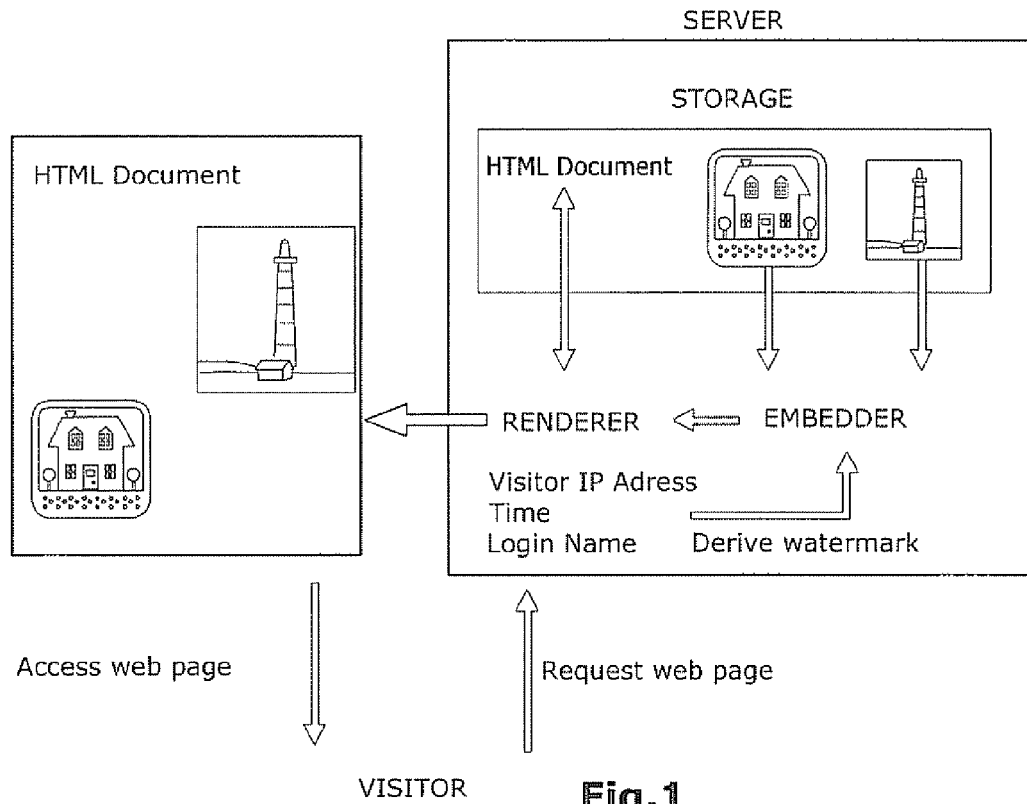 SERVER
STORAGE
HTML Document
HTML Document
RENDERER
EMBEDDER
Visitor IP Adress
Time
Login Name
Derive watermark
Access web page
Request web page
VISITOR
Fig.1